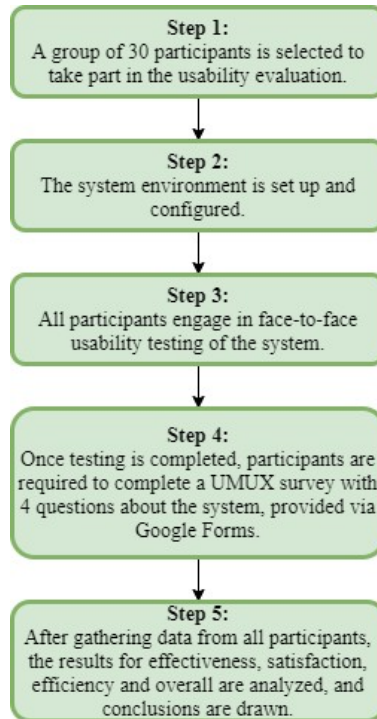 Step 1:
A group of 30 participants is selected to
take part in the usability evaluation.
Step 2:
The system environment is set up and
configured.
Step 3:
All participants engage in face-to-face
usability testing of the system.
Step 4:
Once testing is completed, participants are
required to complete a UMUX survey with
4 questions about the system, provided via
Google Forms.
Step 5:
After gathering data from all participants,
the results for effectiveness, satisfaction,
efficiency and overall are analyzed, and
conclusions are drawn.